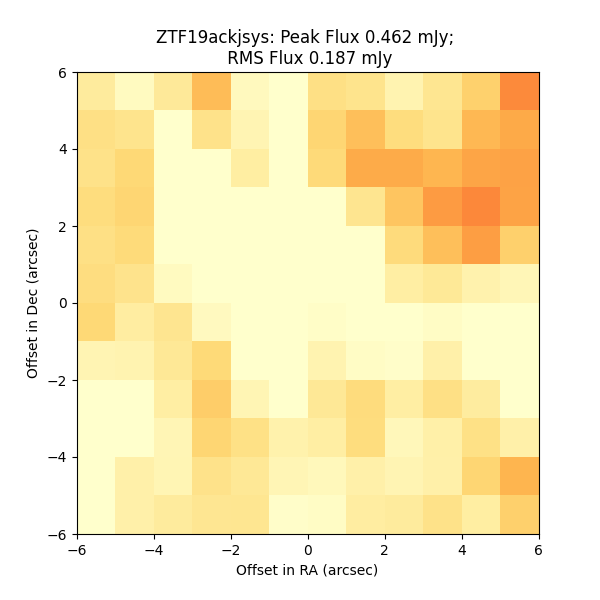 ZTF19ackjsys: Peak Flux 0.462 mJy;
RMS Flux 0.187 mJy
6
4
2
0
−2
−4
−6
Offset in Dec (arcsec)
−6 −4 −2 0 2 4 6
Offset in RA (arcsec)